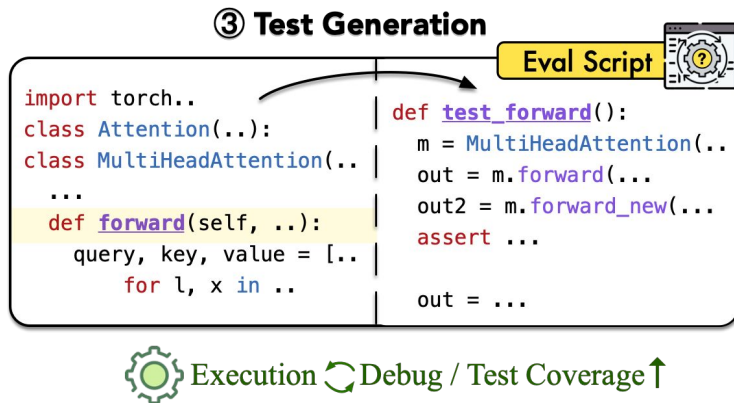 ③ Test Generation
Eval Script
?
import torch..
class Attention(..):
class MultiHeadAttention(..
...
def forward(self, ..):
query, key, value = [..
for l, x in ..
def test_forward():
m = MultiHeadAttention(..
out = m.forward(...
out2 = m.forward_new(...
assert ...
out = ...
Execution Debug / Test Coverage ↑